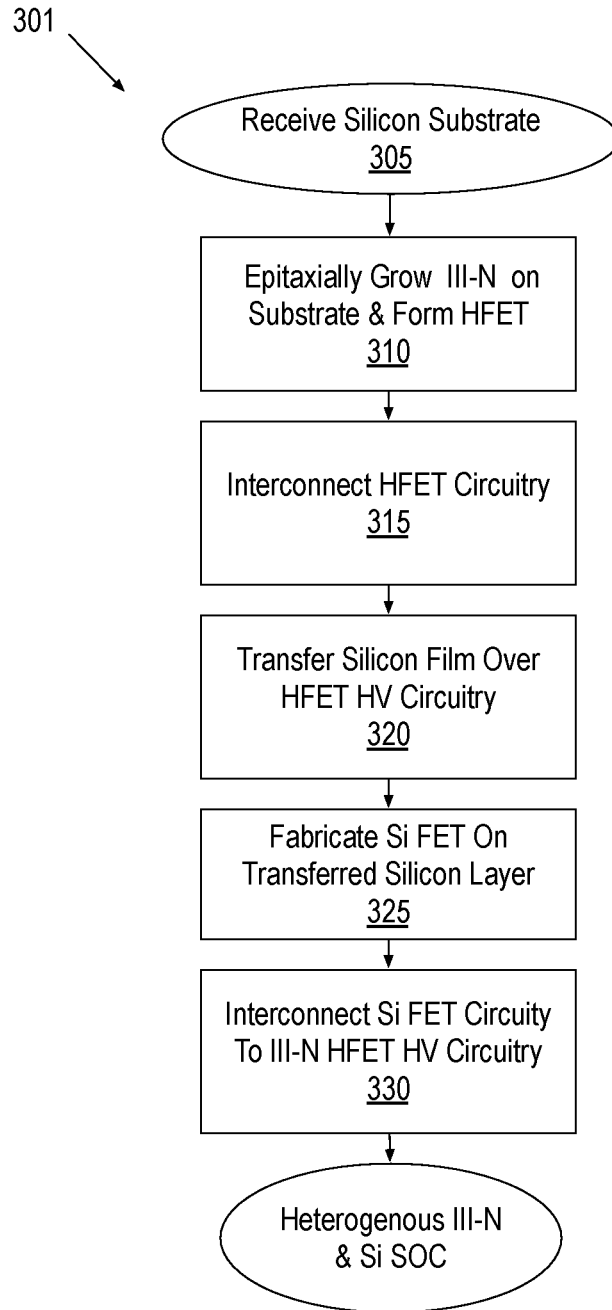 301
Receive Silicon Substrate
305
Epitaxially Grow III-N on
Substrate & Form HFET
310
Interconnect HFET Circuitry
315
Transfer Silicon Film Over
HFET HV Circuitry
320
Fabricate Si FET On
Transferred Silicon Layer
325
Interconnect Si FET Circuity
To III-N HFET HV Circuitry
330
Heterogenous III-N
& Si SOC